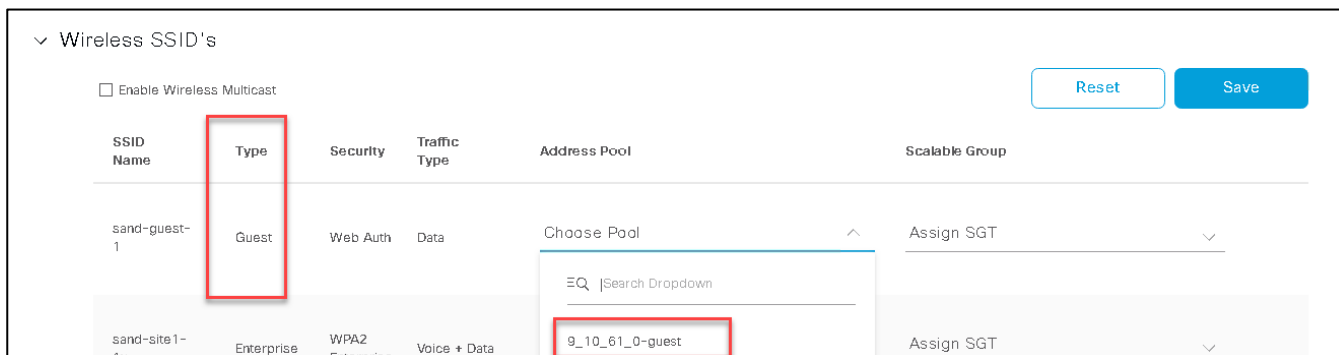 Wireless SSID's
Enable Wireless Multicast
Reset
Save
SSID Name
Type
Security
Traffic Type
Address Pool
Scalable Group
sand-guest-1
Guest
Web Auth
Data
Choose Pool
Assign SGT
Search Dropdown
sand-site1-
Enterprise
WPA2
Voice + Data
9_10_61_0-guest
Assign SGT